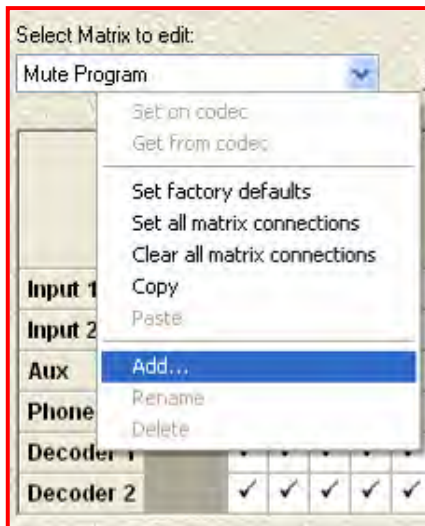 Select Matrix to edit:
Mute Program
Set on codec
Get from codec
Set factory defaults
Set all matrix connections
Clear all matrix connections
Copy
Paste
Add...
Rename
Delete
Input 1
Input 2
Aux
Phone
Decoder 1
Decoder 2 ✓ ✓ ✓ ✓ ✓